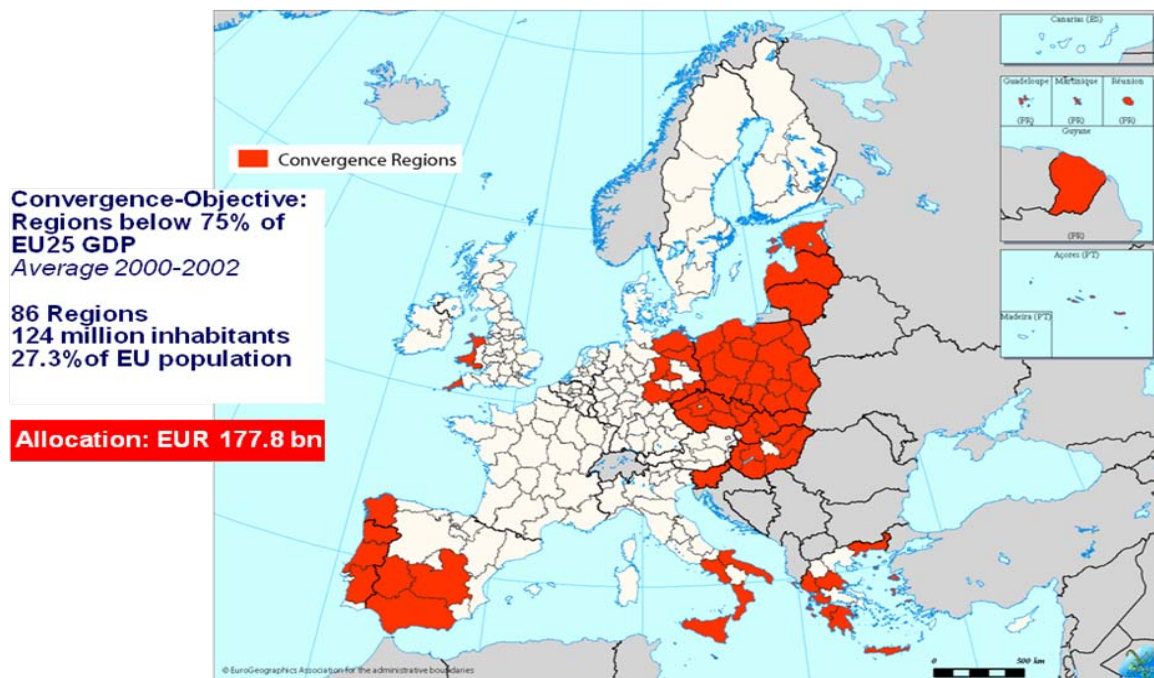 Convergence-Objective:
Regions below 75% of
EU25 GDP
Average 2000-2002
86 Regions
124 million inhabitants
27.3%of EU population
Allocation: EUR 177.8 bn
Convergence Regions
Canarias (ES)
Guadeloupe Martinique Réunion
(FR) (FR) (FR)
Guyane
(FR)
Açores (PT)
Madeira (PT)
© EuroGeographics Association for the administrative boundaries
0 500 km